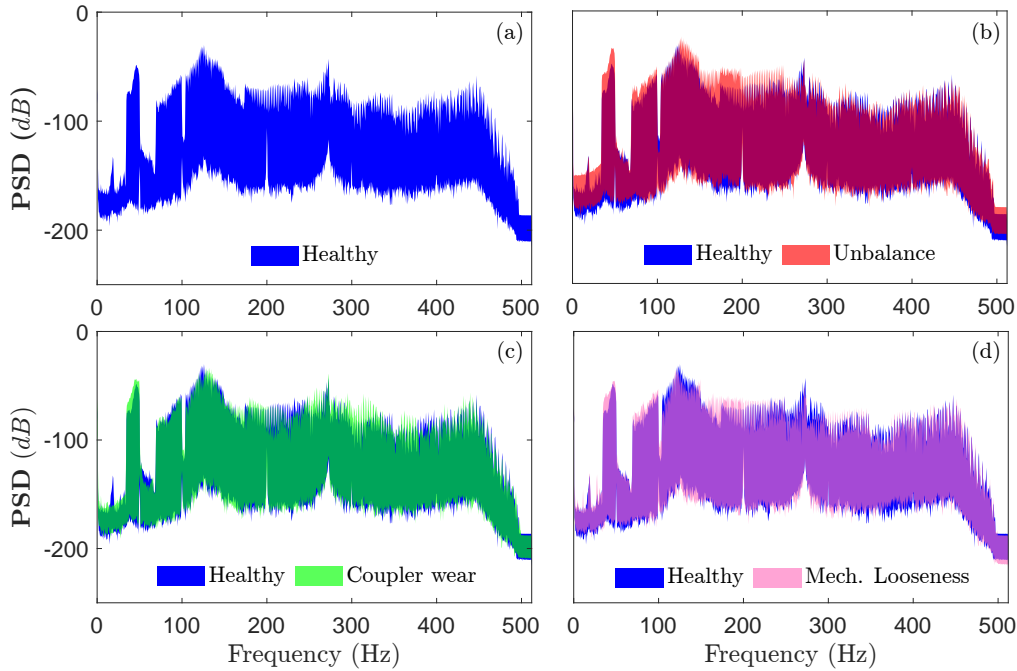 0
-100
-200
PSD (dB)
(a)
Healthy
0 100 200 300 400 500
(b)
Healthy Unbalance
0 100 200 300 400 500
0
-100
-200
PSD (dB)
(c)
Healthy Coupler wear
0 100 200 300 400 500
Frequency (Hz)
(d)
Healthy Mech. Looseness
0 100 200 300 400 500
Frequency (Hz)